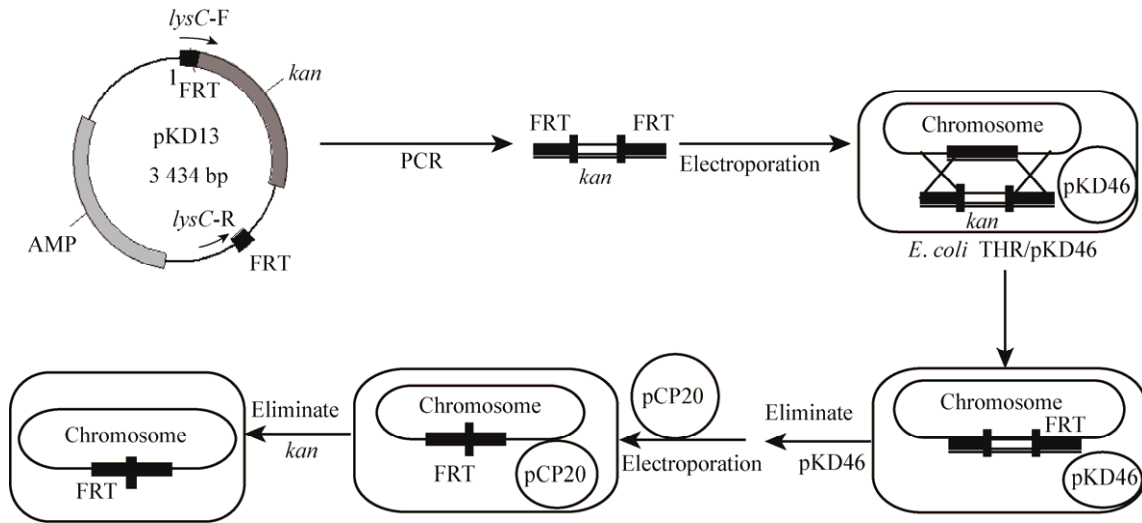 lysC-F
1
FRT
kan
pKD13
3 434 bp
lysC-R
AMP
FRT
PCR
FRT FRT
kan
Electroporation
Chromosome
pKD46
kan
E. coli THR/pKD46
Chromosome
FRT
pKD46
Eliminate
pKD46
pCP20
Electroporation
Chromosome
FRT
pCP20
Eliminate
kan
Chromosome
FRT